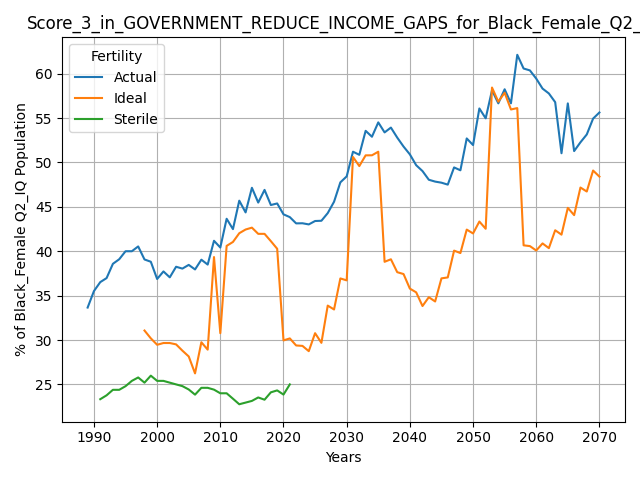 Score_3_in_GOVERNMENT_REDUCE_INCOME_GAPS_for_Black_Female_Q2_
Fertility
Actual
Ideal
Sterile
% of Black_Female Q2_IQ Population
60
55
50
45
40
35
30
25
1990 2000 2010 2020 2030 2040 2050 2060 2070
Years